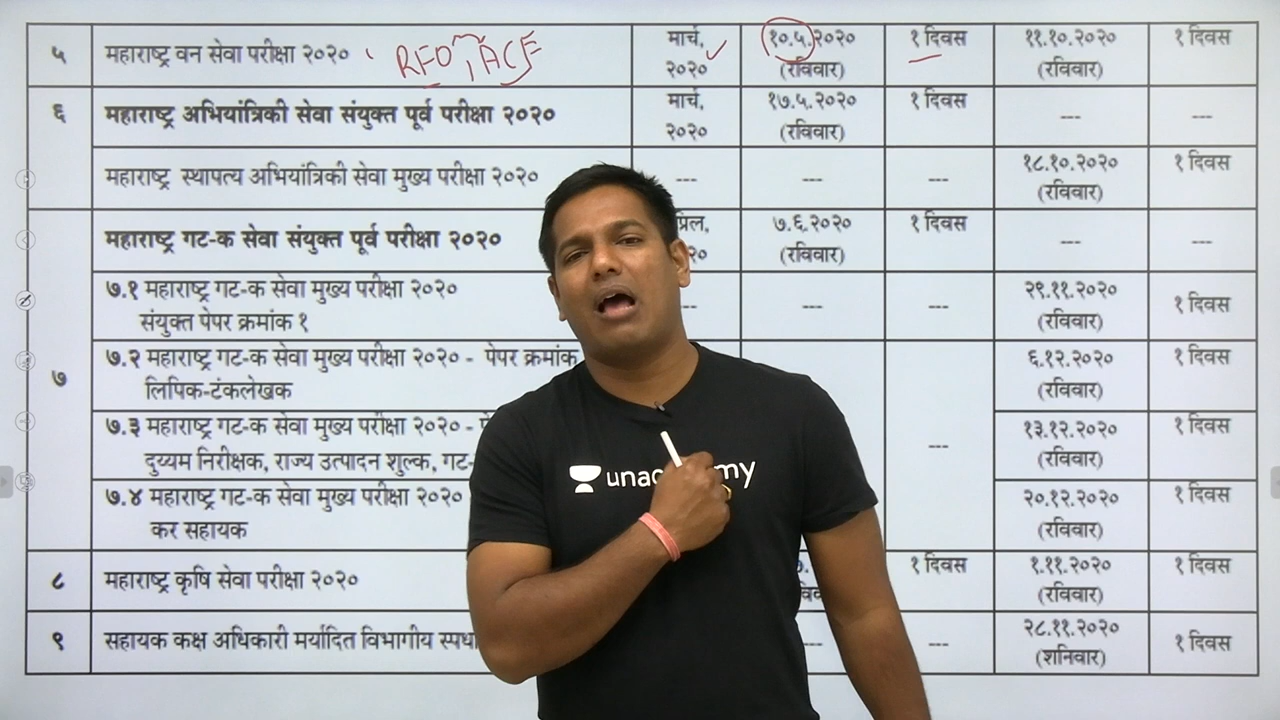 ५ महाराष्ट्र वन सेवा परीक्षा २०२० RFO, ACF मार्च, १०.५.२०२० १ दिवस ११.१०.२०२० १ दिवस
२०२० (रविवार) (रविवार)
६ महाराष्ट्र अभियांत्रिकी सेवा संयुक्त पूर्व परीक्षा २०२० मार्च, १७.५.२०२० १ दिवस --- ---
२०२० (रविवार)
महाराष्ट्र स्थापत्य अभियांत्रिकी सेवा मुख्य परीक्षा २०२० --- --- --- १८.१०.२०२० १ दिवस
(रविवार)
महाराष्ट्र गट-क सेवा संयुक्त पूर्व परीक्षा २०२० ७.६.२०२० १ दिवस --- ---
(रविवार)
७.१ महाराष्ट्र गट-क सेवा मुख्य परीक्षा २०२० --- --- --- २९.११.२०२० १ दिवस
संयुक्त पेपर क्रमांक १ (रविवार)
७ ७.२ महाराष्ट्र गट-क सेवा मुख्य परीक्षा २०२० - पेपर क्रमांक ६.१२.२०२० १ दिवस
लिपिक-टंकलेखक (रविवार)
७.३ महाराष्ट्र गट-क सेवा मुख्य परीक्षा २०२० - --- १३.१२.२०२० १ दिवस
दुय्यम निरीक्षक, राज्य उत्पादन शुल्क, गट- (रविवार)
७.४ महाराष्ट्र गट-क सेवा मुख्य परीक्षा २०२० २०.१२.२०२० १ दिवस
कर सहायक (रविवार)
८ महाराष्ट्र कृषि सेवा परीक्षा २०२० १ दिवस १.११.२०२० १ दिवस
(रविवार)
९ सहायक कक्ष अधिकारी मर्यादित विभागीय --- --- २८.११.२०२० १ दिवस
(शनिवार)